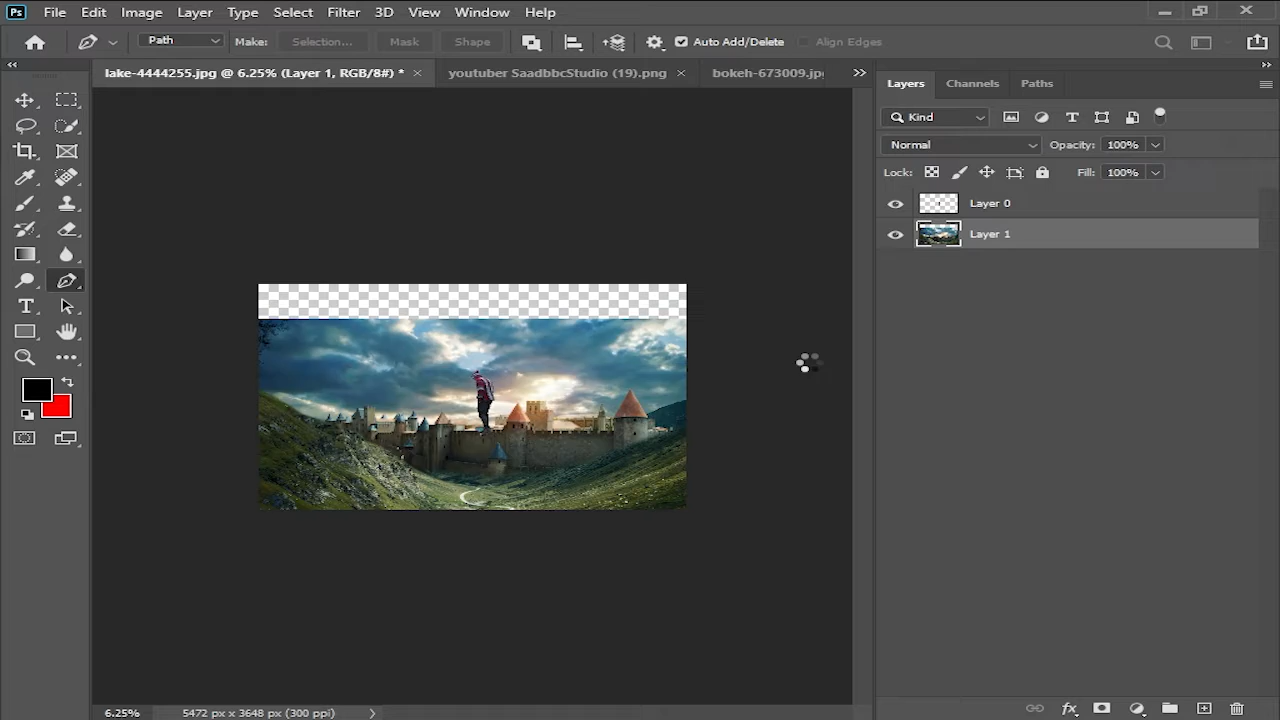 Ps File Edit Image Layer Type Select Filter 3D View Window Help
Path Make: Selection... Mask Shape Auto Add/Delete Align Edges
lake-4444255.jpg @ 6.25% (Layer 1, RGB/8#) * × youtuber SaadbbcStudio (19).png × bokeh-673009.jp
Layers Channels Paths
Kind
Normal Opacity: 100%
Lock: Fill: 100%
Layer 0
Layer 1
T
fx
6.25% 5472 px x 3648 px (300 ppi)